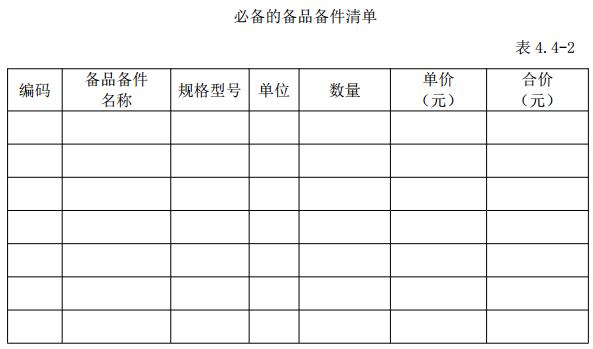 必备的备品备件清单
表 4.4-2
编码 备品备件名称 规格型号 单位 数量 单价（元） 合价（元）